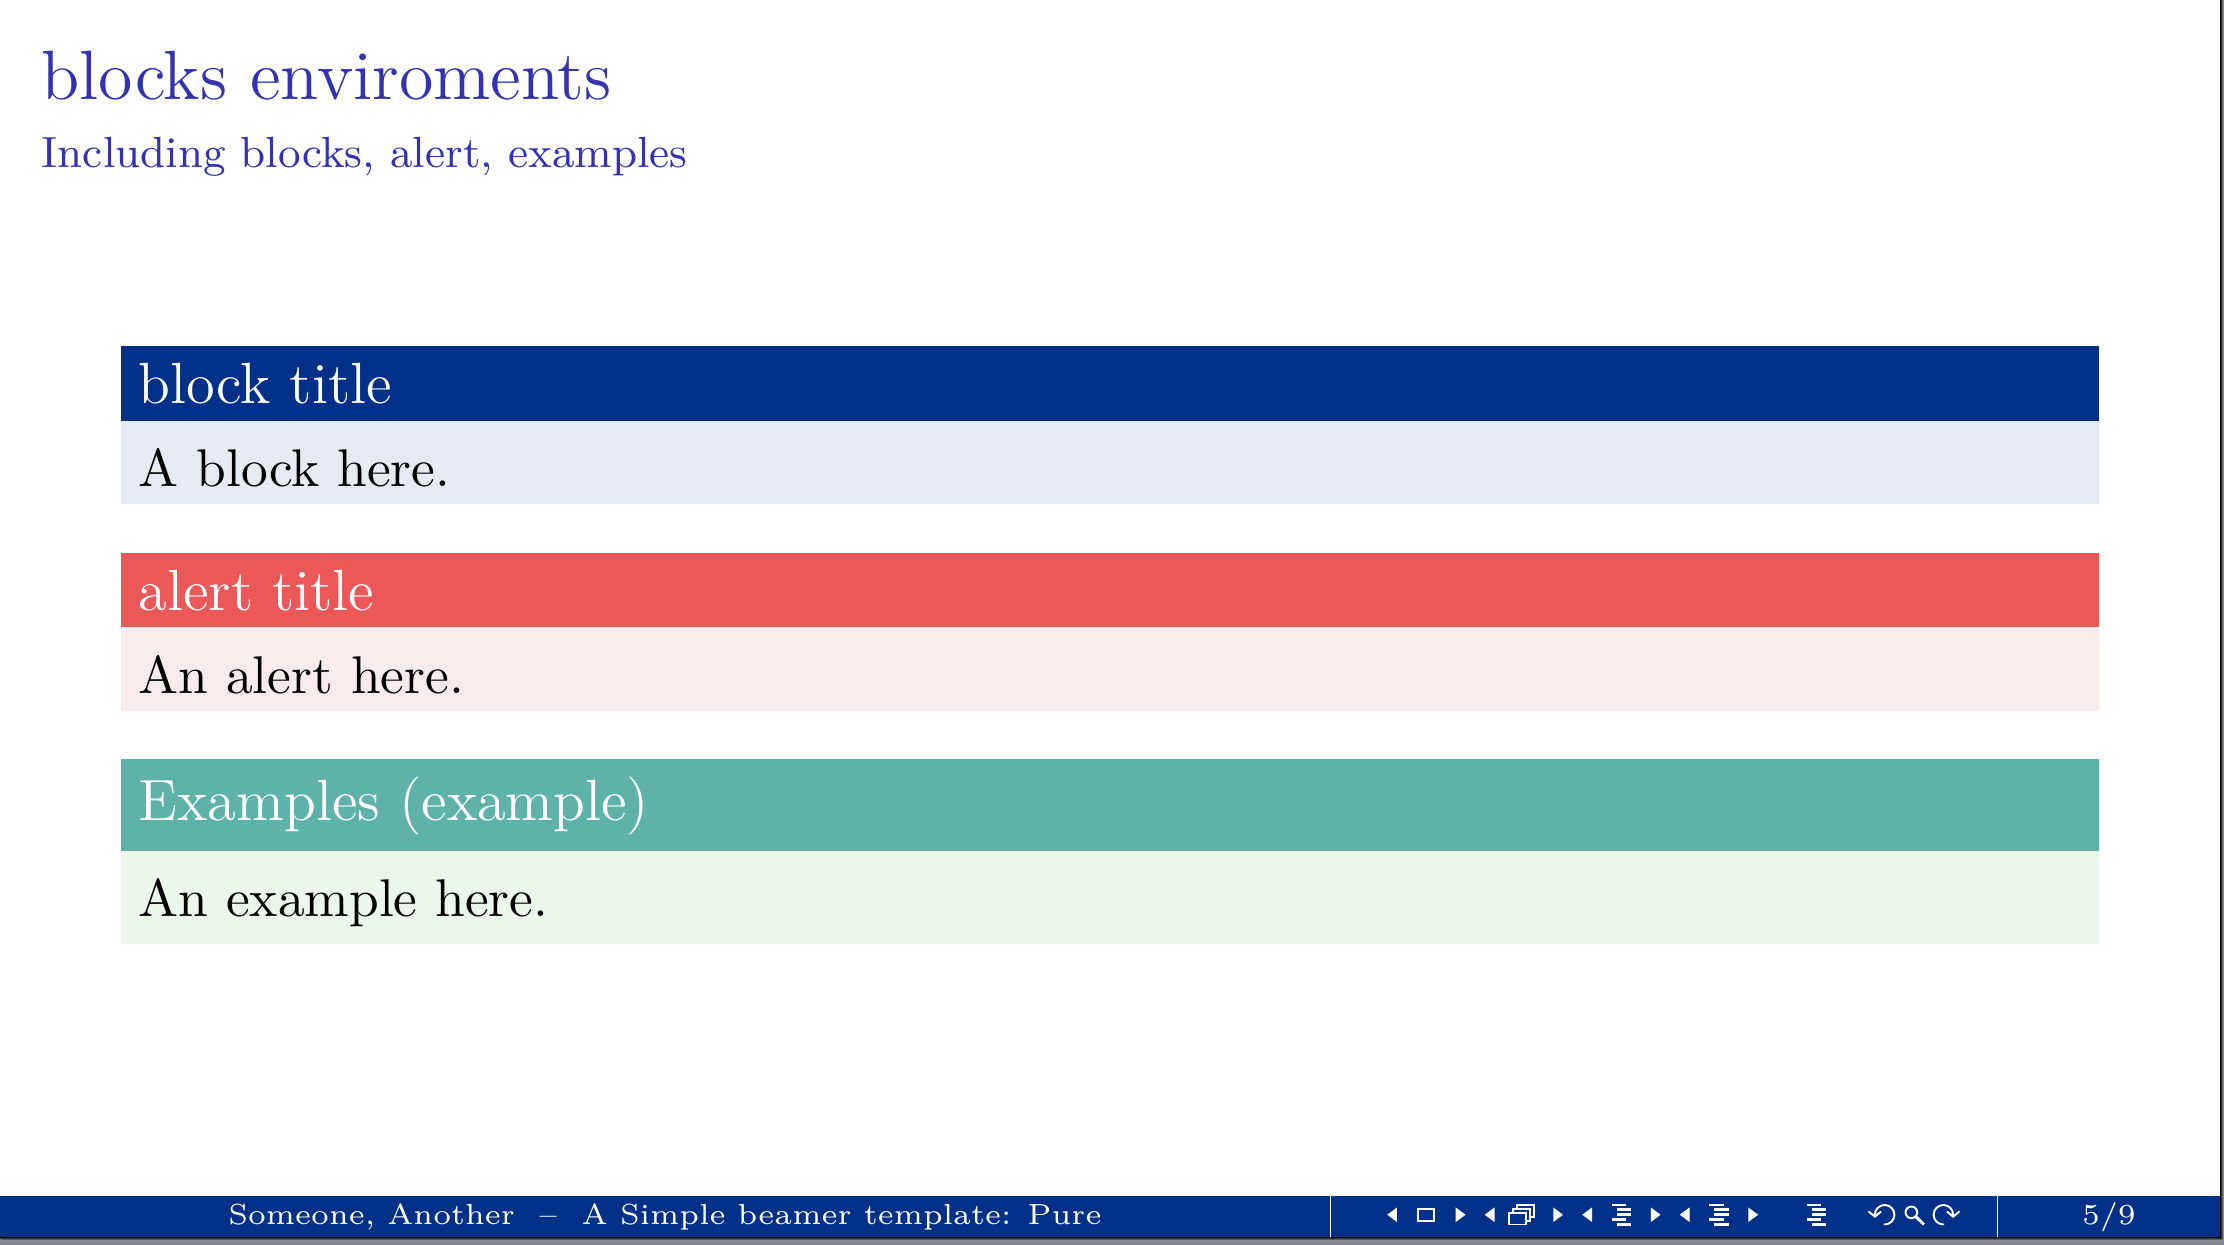 blocks enviroments
Including blocks, alert, examples
block title
A block here.
alert title
An alert here.
Examples (example)
An example here.
Someone, Another – A Simple beamer template: Pure
5/9